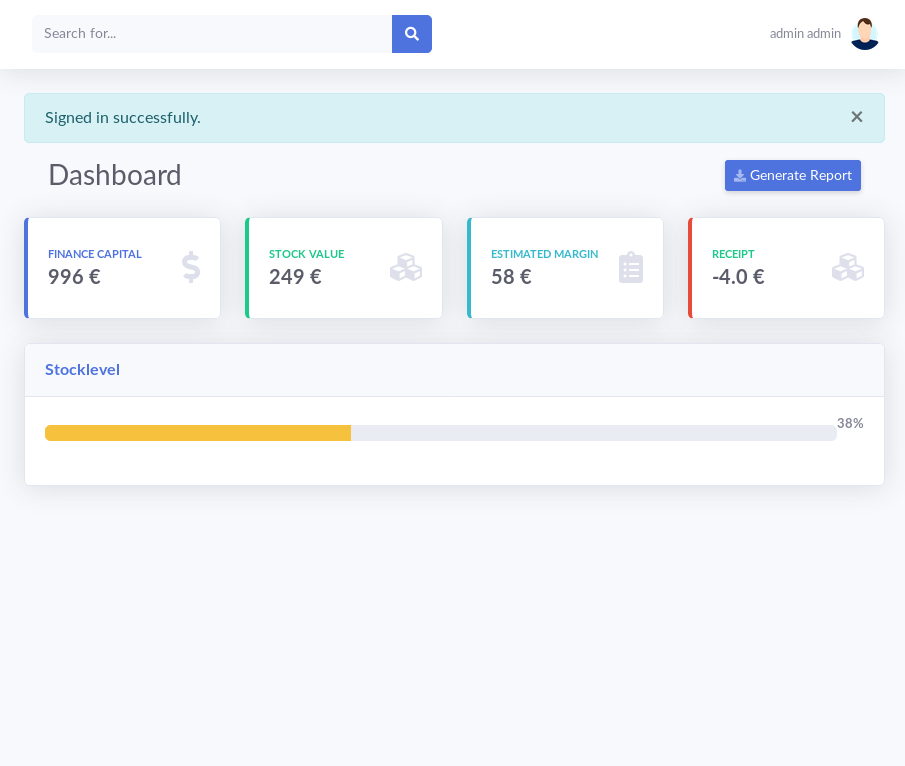 Search for...
admin admin
Signed in successfully.
×
Dashboard
Generate Report
FINANCE CAPITAL
996 €
STOCK VALUE
249 €
ESTIMATED MARGIN
58 €
RECEIPT
-4.0 €
Stocklevel
38%